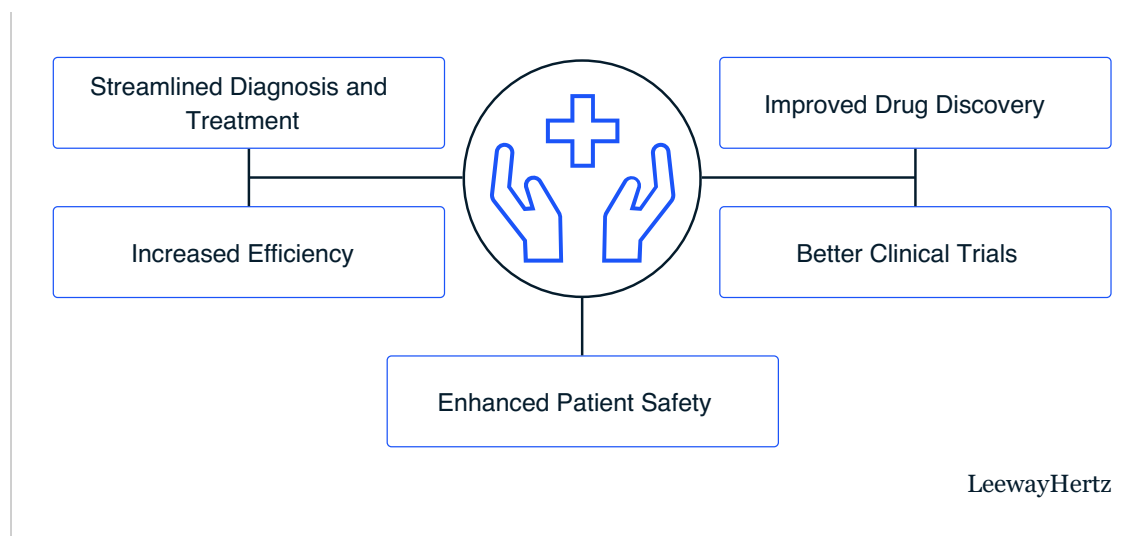 Streamlined Diagnosis and
Treatment
Improved Drug Discovery
Increased Efficiency
Better Clinical Trials
Enhanced Patient Safety
LeewayHertz